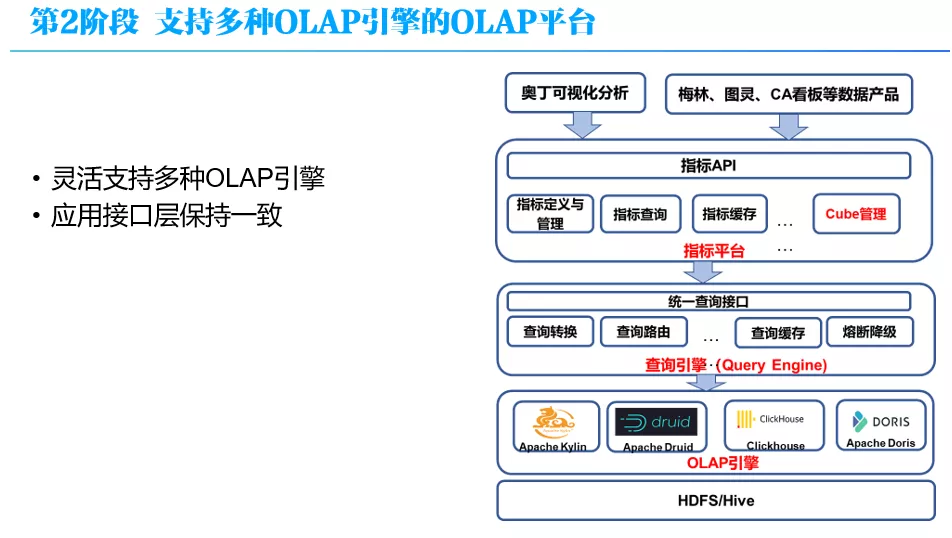 第2阶段 支持多种OLAP引擎的OLAP平台
• 灵活支持多种OLAP引擎
• 应用接口层保持一致
奥丁可视化分析
梅林、图灵、CA看板等数据产品
指标API
指标定义与
管理
指标查询
指标缓存
...
...
Cube管理
指标平台
统一查询接口
查询转换
查询路由
...
查询缓存
熔断降级
查询引擎 (Query Engine)
druid
ClickHouse
DORIS
Apache Kylin
Apache Druid
Clickhouse
Apache Doris
OLAP引擎
HDFS/Hive